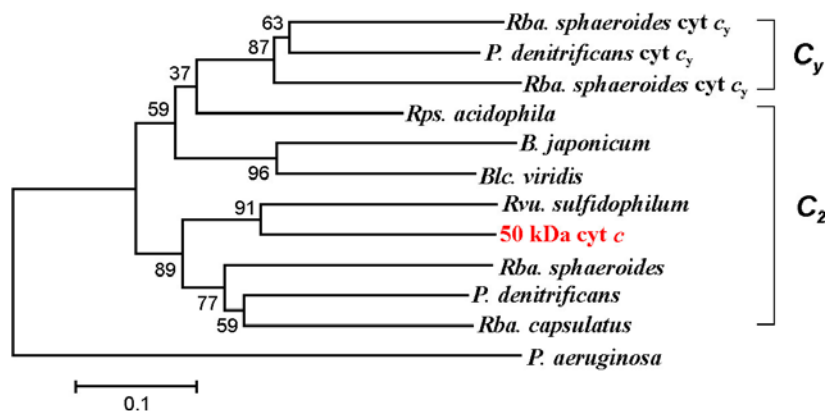 63
Rba. sphaeroides cyt cy
87
P. denitrificans cyt cy
Cy
37
Rba. sphaeroides cyt cy
59
Rps. acidophila
B. japonicum
96
Blc. viridis
91
Rvu. sulfidophilum
C2
50 kDa cyt c
89
Rba. sphaeroides
77
P. denitrificans
59
Rba. capsulatus
P. aeruginosa
0.1